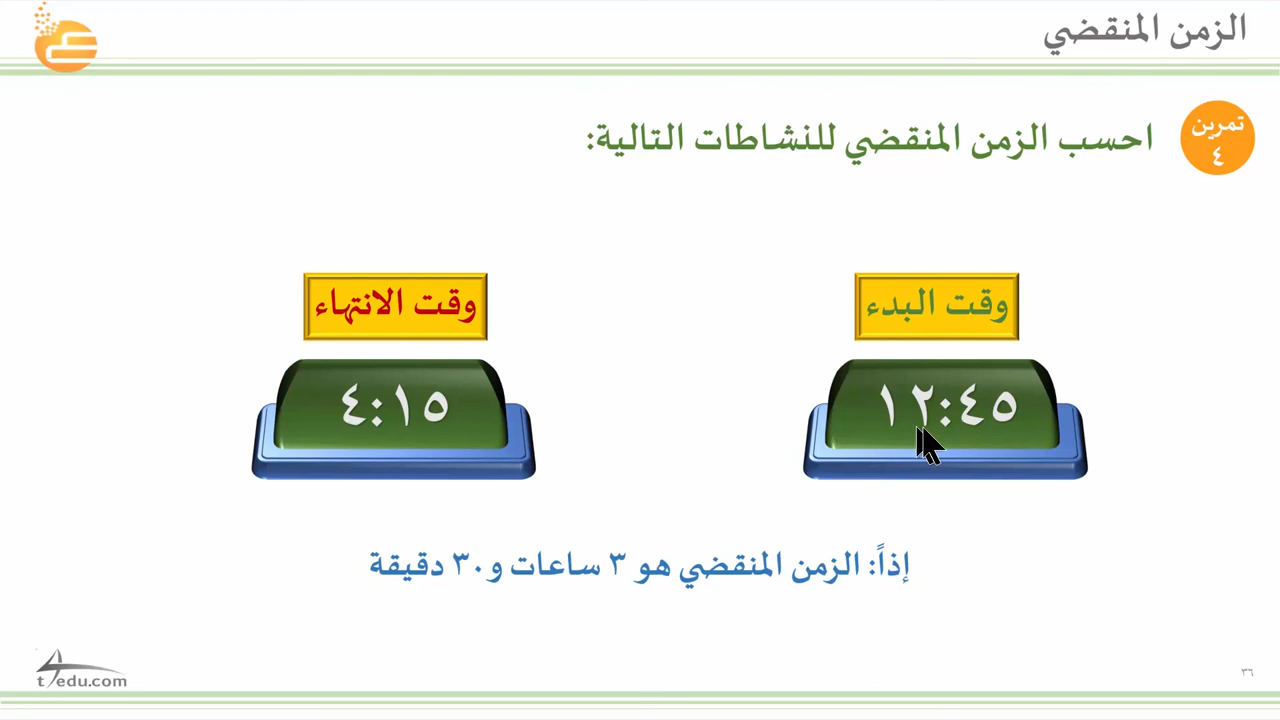 الزمن المنقضي
تمرين
٤
احسب الزمن المنقضي للنشاطات التالية:
وقت البدء
وقت الانتهاء
١٢:٤٥
٤:١٥
إذاً: الزمن المنقضي هو ٣ ساعات و٣٠ دقيقة
t4edu.com
٣٦